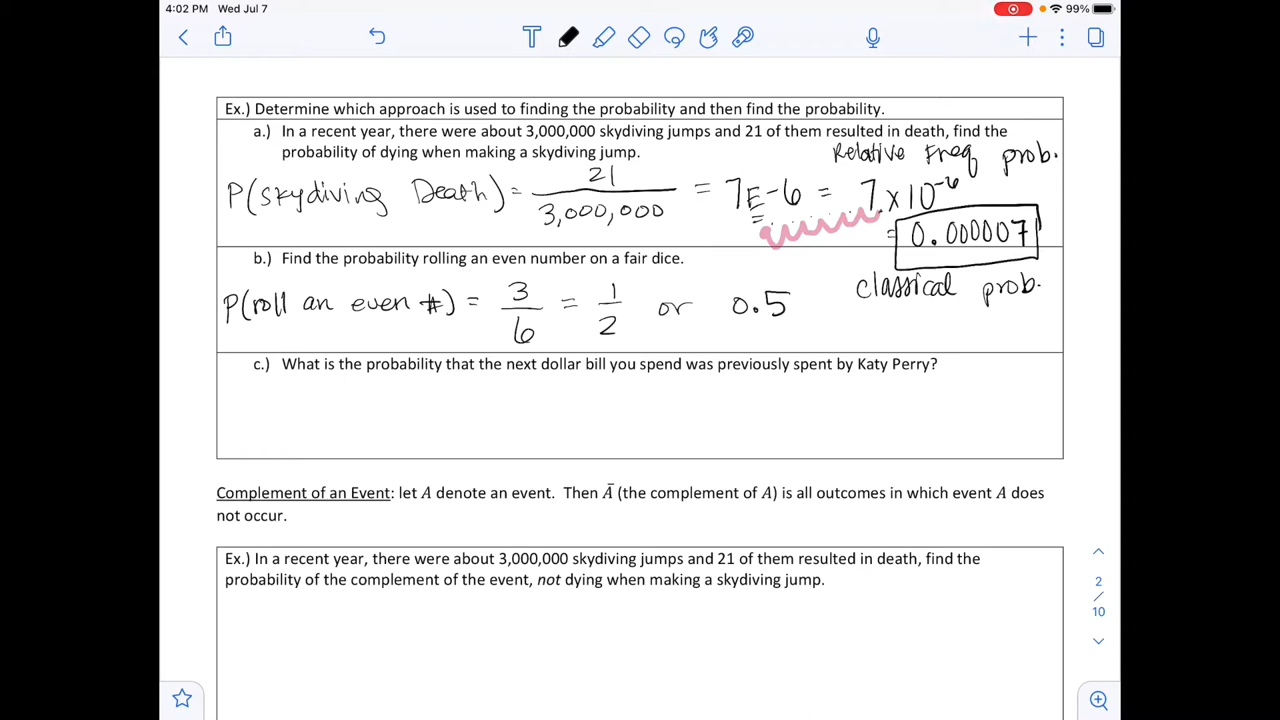 4:02 PM Wed Jul 7
99%
T
Ex.) Determine which approach is used to finding the probability and then find the probability.
a.) In a recent year, there were about 3,000,000 skydiving jumps and 21 of them resulted in death, find the
probability of dying when making a skydiving jump.
Relative Freq prob.
P(skydiving Death) = 21/3,000,000 = 7E-6 = 7.×10⁻⁶
= 0.000007
b.) Find the probability rolling an even number on a fair dice.
classical prob.
P(roll an even #) = 3/6 = 1/2 or 0.5
c.) What is the probability that the next dollar bill you spend was previously spent by Katy Perry?
Complement of an Event: let A denote an event. Then Ā (the complement of A) is all outcomes in which event A does
not occur.
Ex.) In a recent year, there were about 3,000,000 skydiving jumps and 21 of them resulted in death, find the
probability of the complement of the event, not dying when making a skydiving jump.
2
/
10